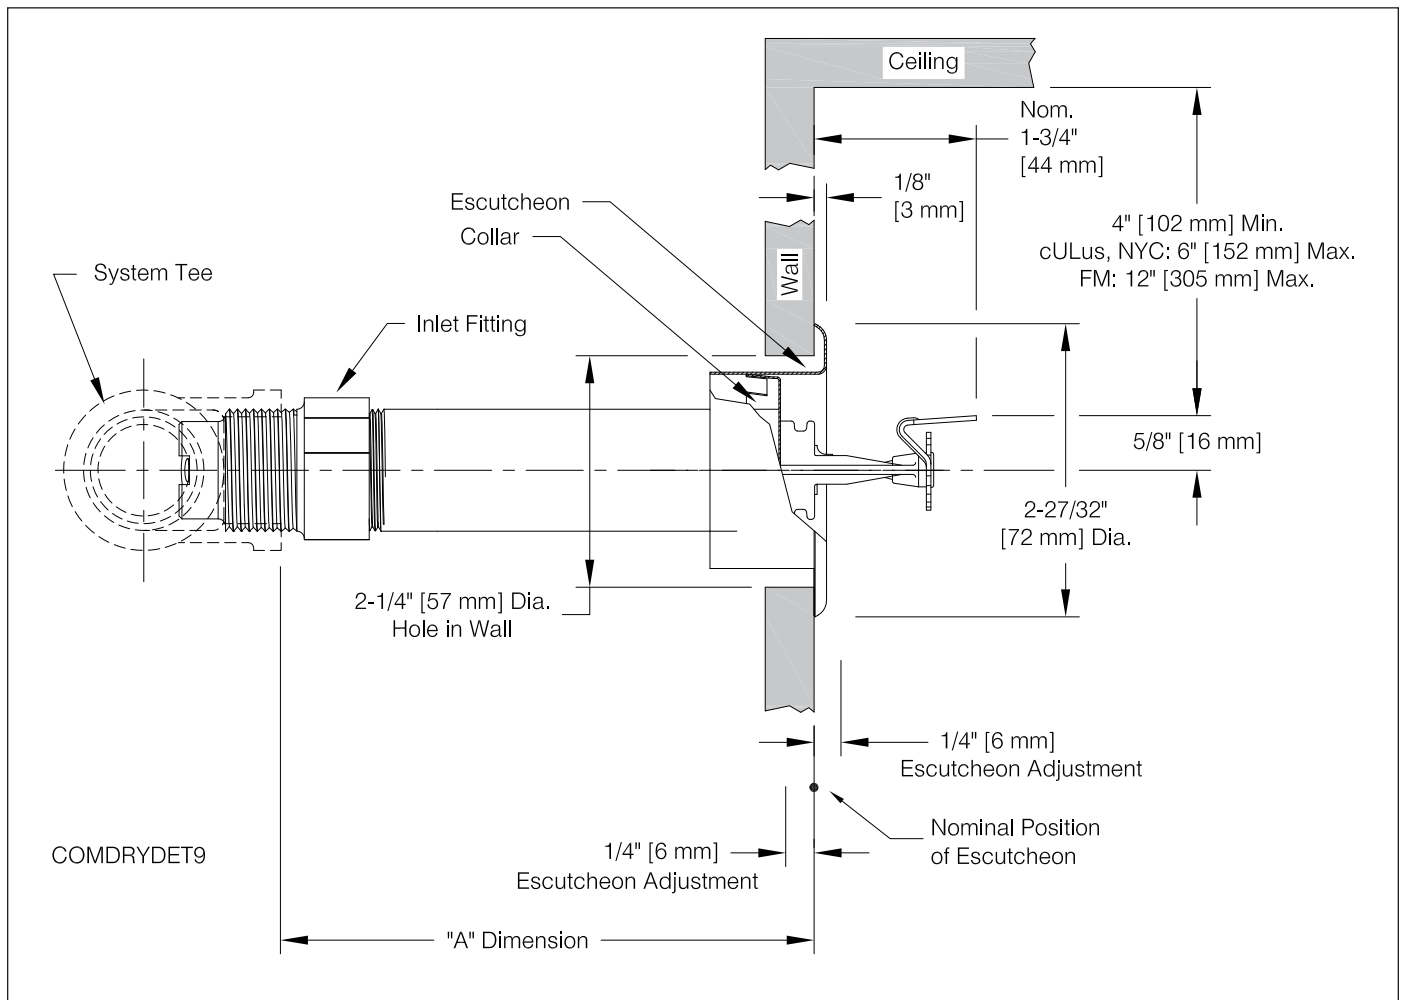 Ceiling
Nom.
1-3/4"
[44 mm]
1/8"
[3 mm]
Escutcheon
Collar
4" [102 mm] Min.
cULus, NYC: 6" [152 mm] Max.
FM: 12" [305 mm] Max.
Wall
System Tee
Inlet Fitting
5/8" [16 mm]
2-27/32"
[72 mm] Dia.
2-1/4" [57 mm] Dia.
Hole in Wall
1/4" [6 mm]
Escutcheon Adjustment
Nominal Position
of Escutcheon
1/4" [6 mm]
Escutcheon Adjustment
COMDRYDET9
"A" Dimension